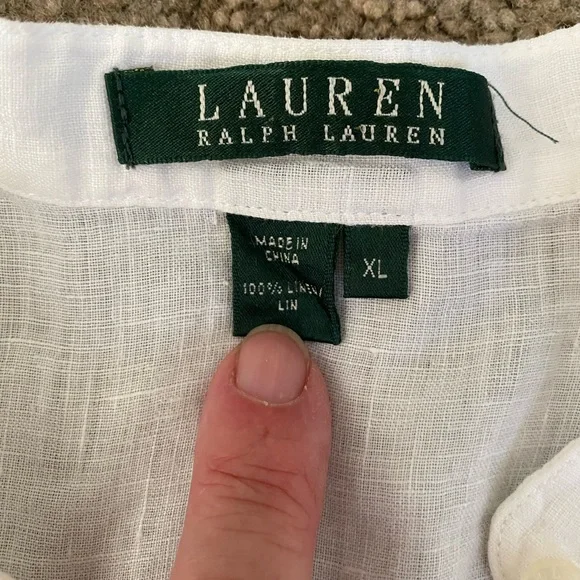 LAUREN
RALPH LAUREN
MADE IN
CHINA
XL
100% LINEN/
LIN